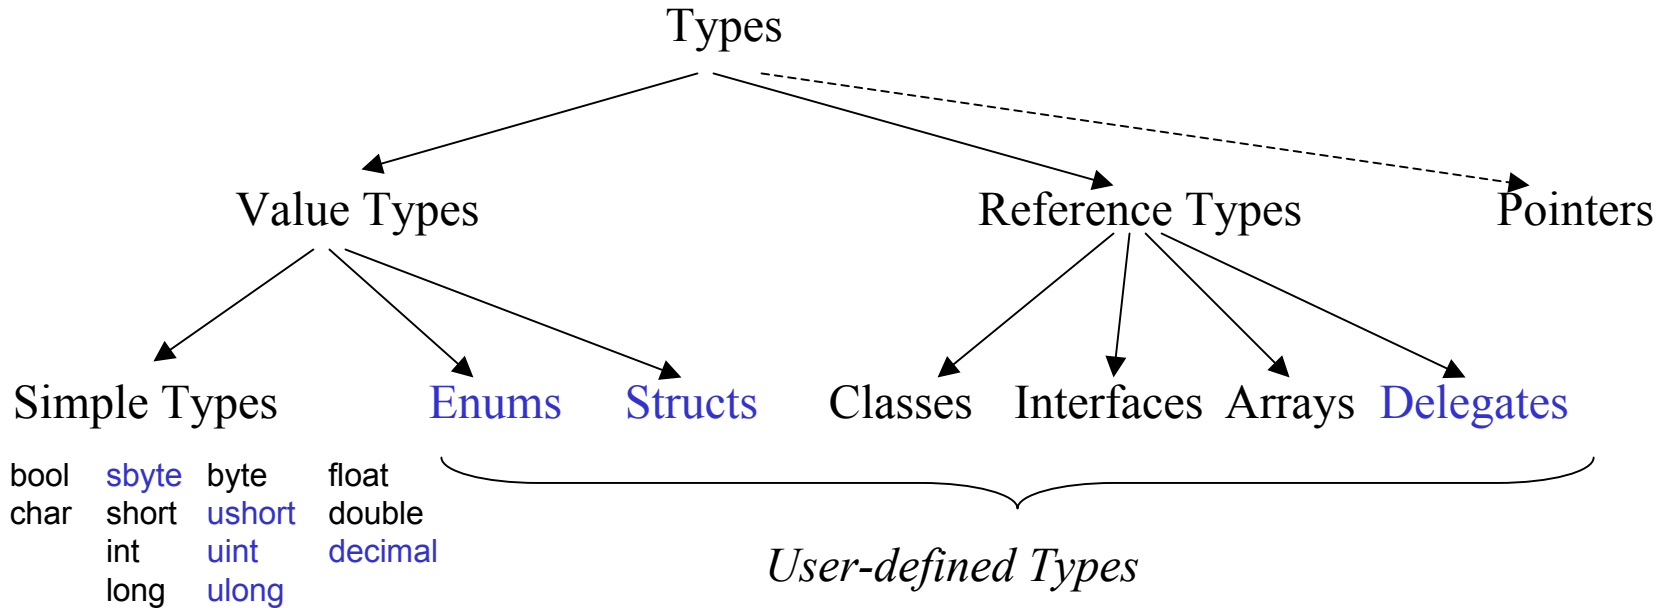 Types
Value Types Reference Types Pointers
Simple Types Enums Structs Classes Interfaces Arrays Delegates
bool sbyte byte float
char short ushort double
int uint decimal
long ulong
User-defined Types